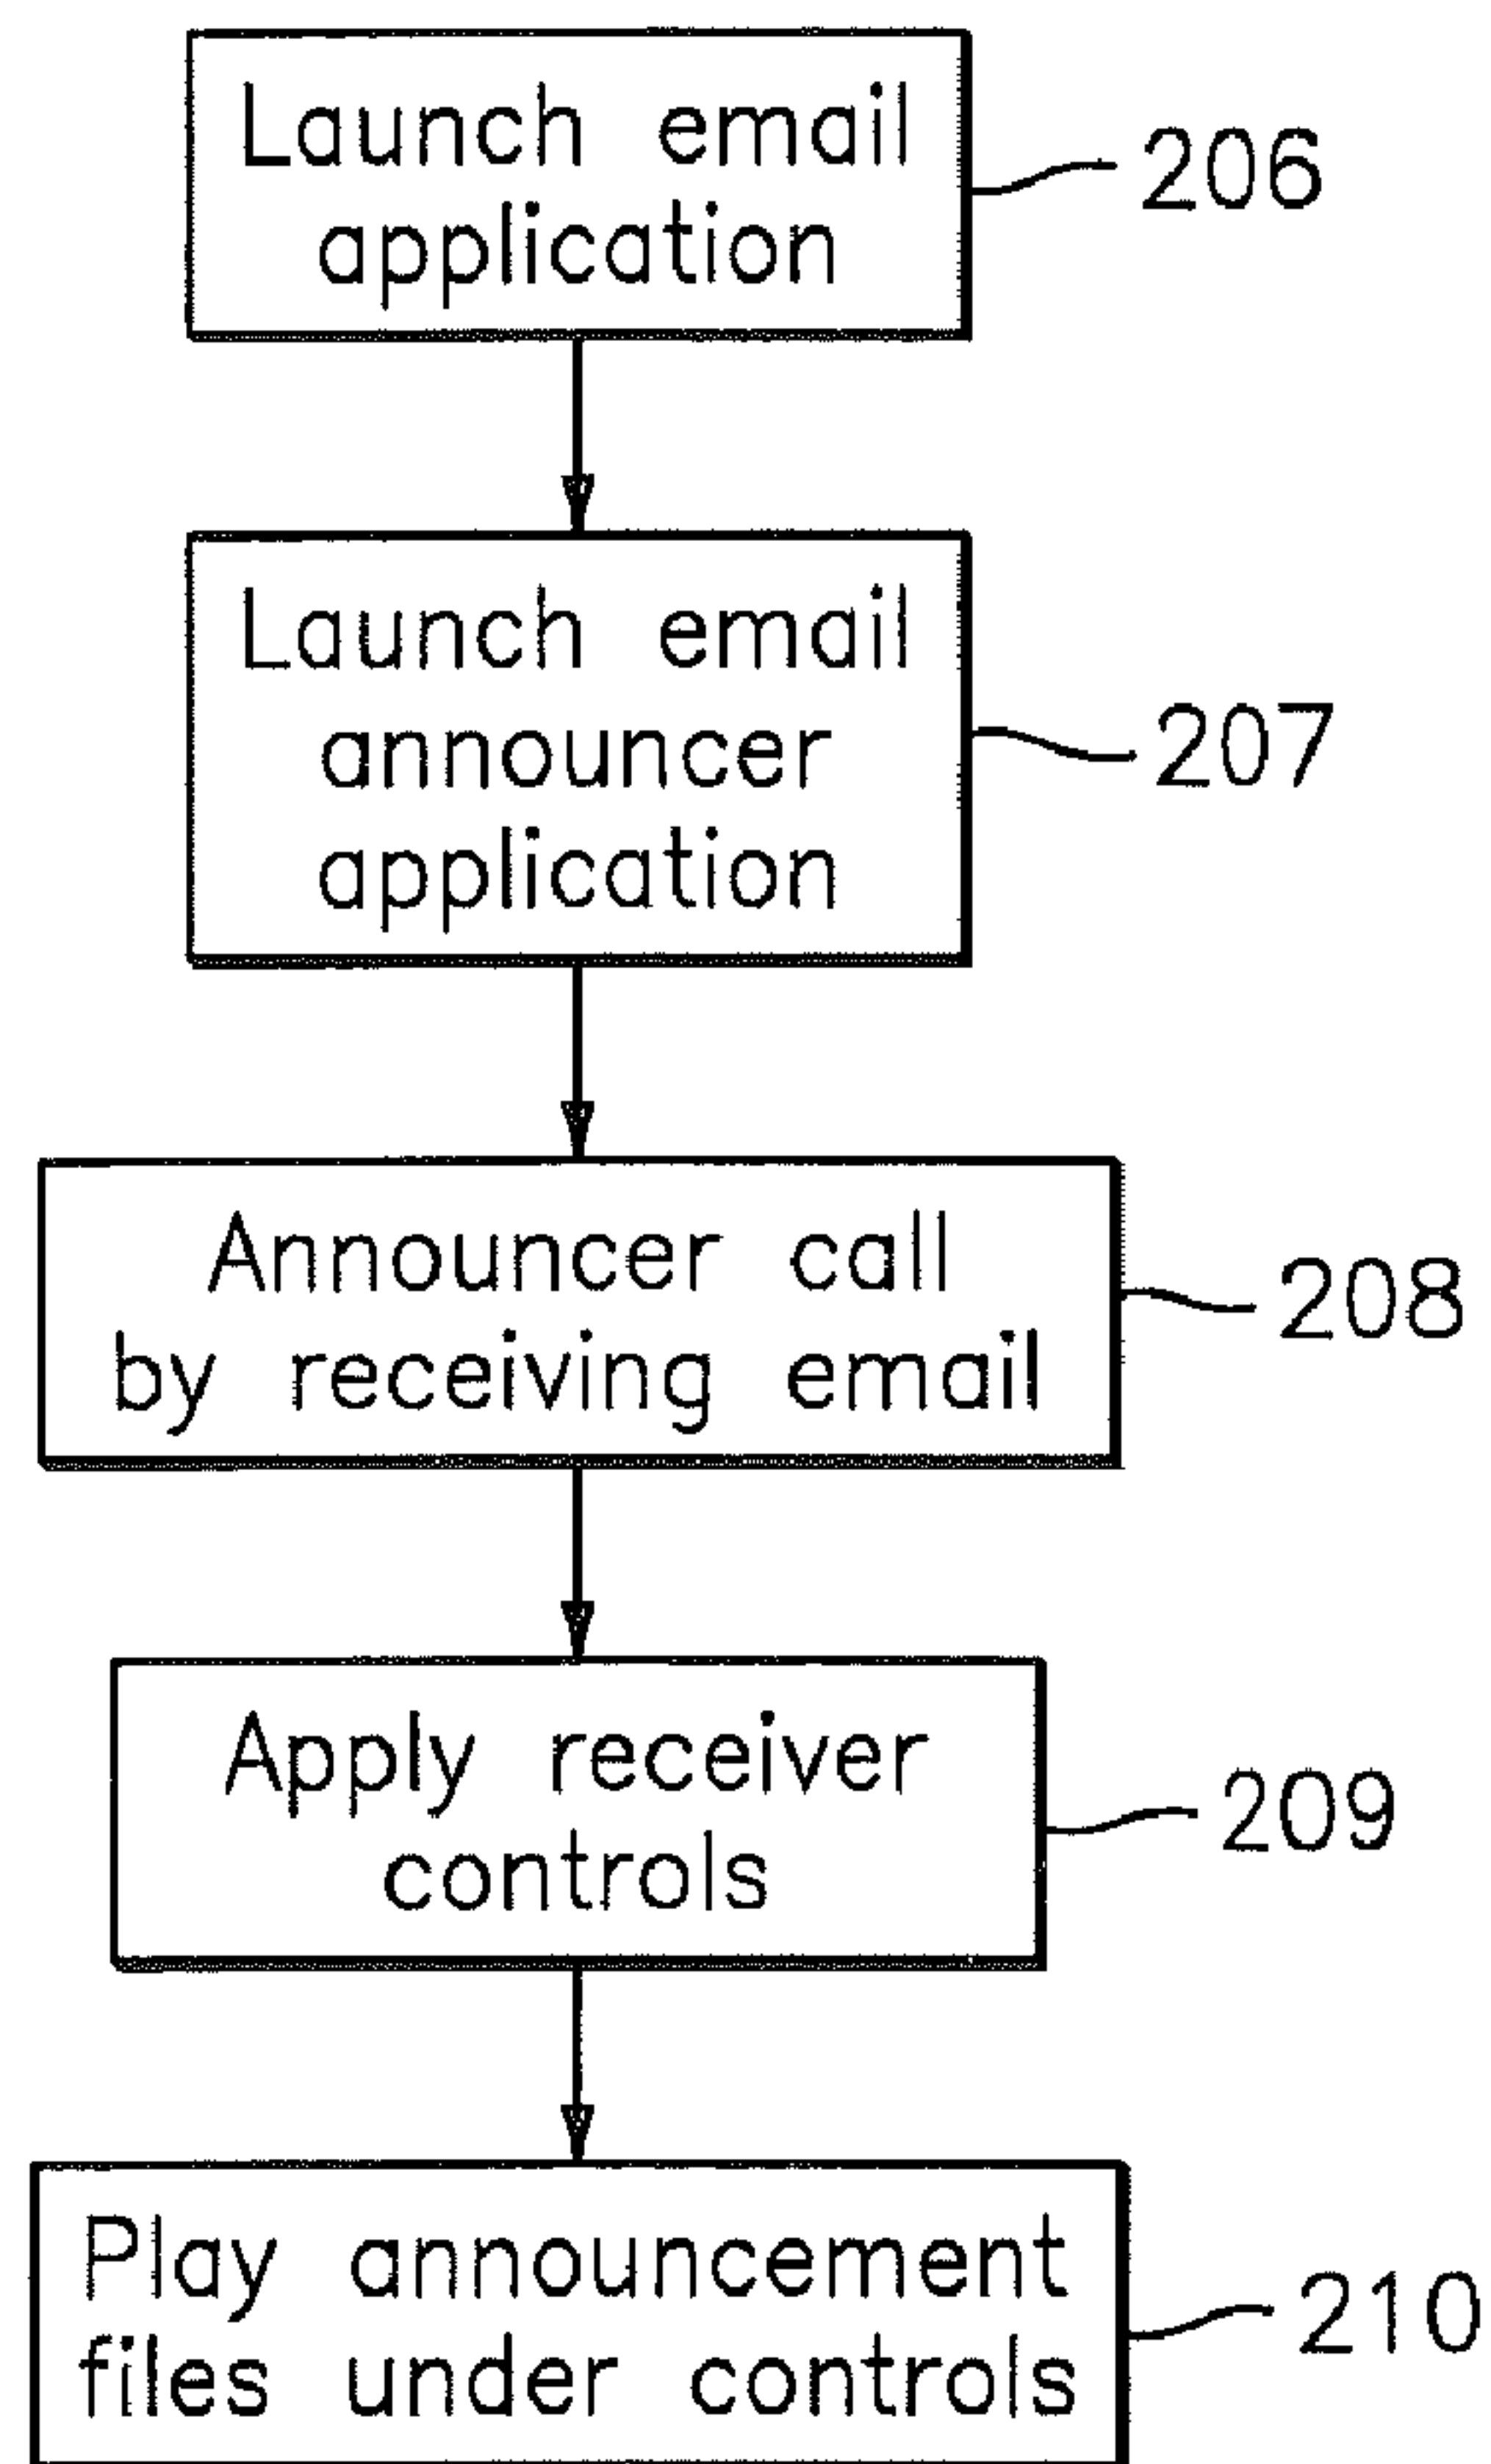 Launch email
application
206
Launch email
announcer
application
207
Announcer call
by receiving email
208
Apply receiver
controls
209
Play announcement
files under controls
210